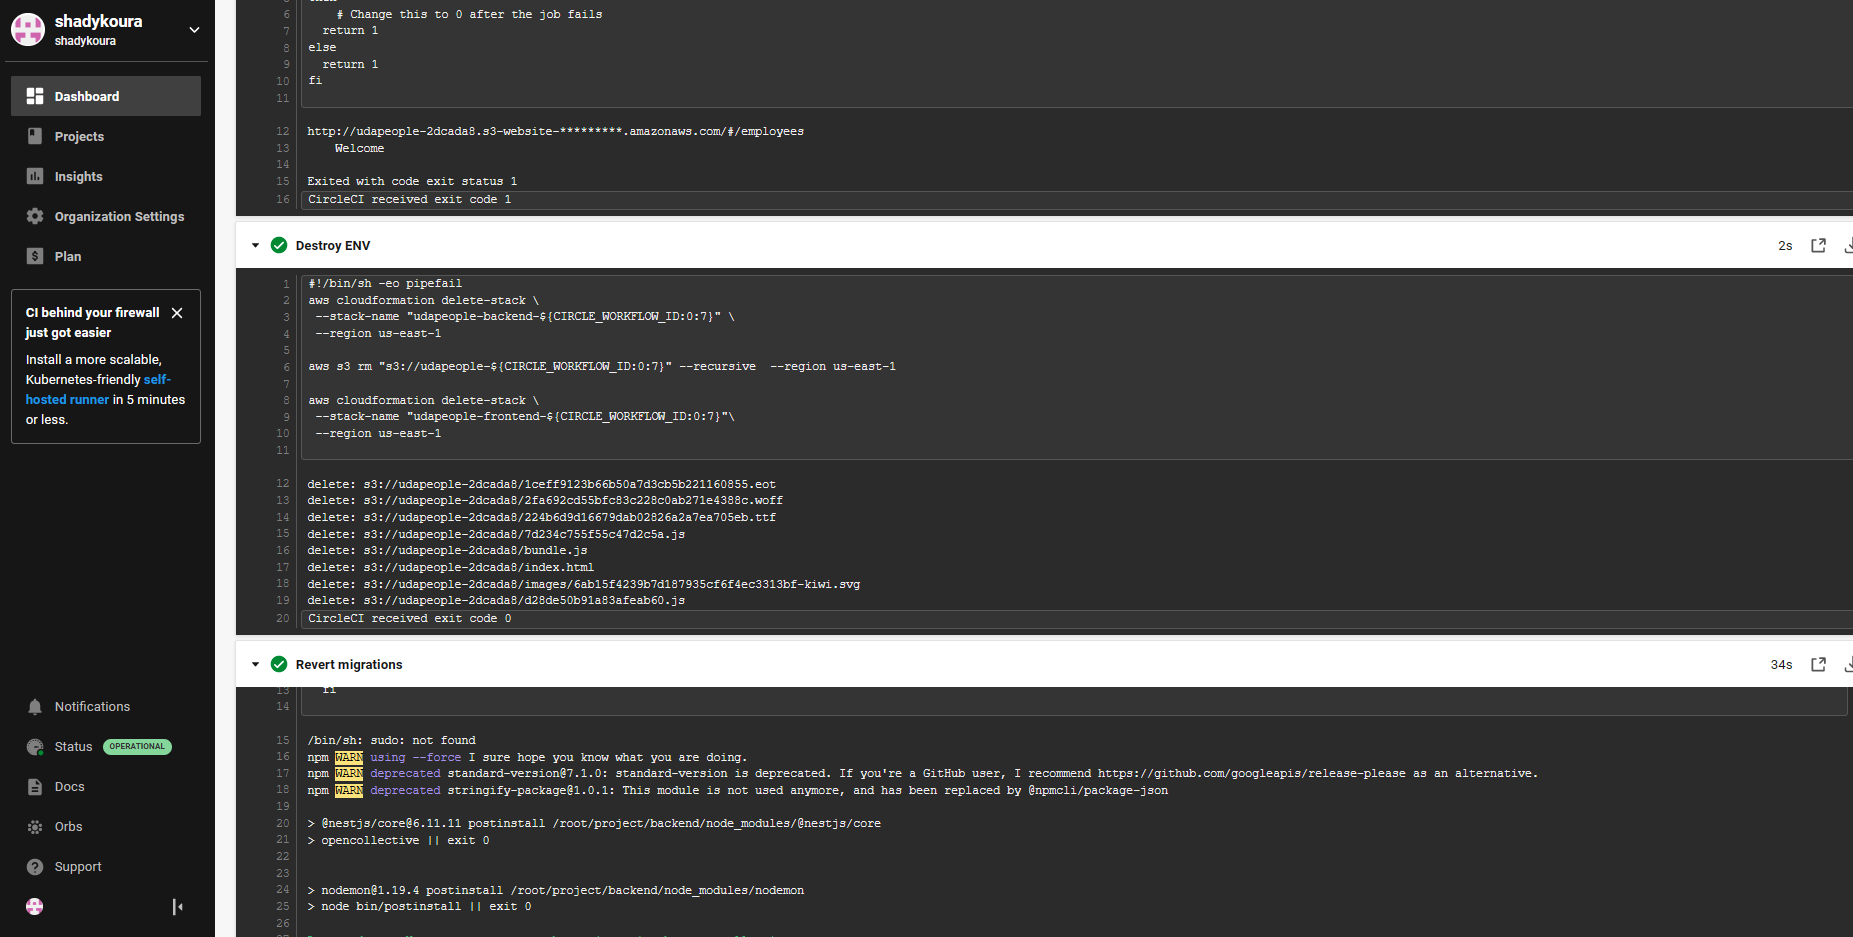 shadykoura
shadykoura
Dashboard
Projects
Insights
Organization Settings
Plan
CI behind your firewall
just got easier
Install a more scalable,
Kubernetes-friendly self-
hosted runner in 5 minutes
or less.
Notifications
Status OPERATIONAL
Docs
Orbs
Support
6 # Change this to 0 after the job fails
7 return 1
8 else
9 return 1
10 fi
11
12 http://udapeople-2dcada8.s3-website-*********.amazonaws.com/#/employees
13 Welcome
14
15 Exited with code exit status 1
16 CircleCI received exit code 1
Destroy ENV 2s
1 #!/bin/sh -eo pipefail
2 aws cloudformation delete-stack \
3 --stack-name "udapeople-backend-${CIRCLE_WORKFLOW_ID:0:7}" \
4 --region us-east-1
5
6 aws s3 rm "s3://udapeople-${CIRCLE_WORKFLOW_ID:0:7}" --recursive --region us-east-1
7
8 aws cloudformation delete-stack \
9 --stack-name "udapeople-frontend-${CIRCLE_WORKFLOW_ID:0:7}"\
10 --region us-east-1
11
12 delete: s3://udapeople-2dcada8/1ceff9123b66b50a7d3cb5b221160855.eot
13 delete: s3://udapeople-2dcada8/2fa692cd55bfc83c228c0ab271e4388c.woff
14 delete: s3://udapeople-2dcada8/224b6d9d16679dab02826a2a7ea705eb.ttf
15 delete: s3://udapeople-2dcada8/7d234c755f55c47d2c5a.js
16 delete: s3://udapeople-2dcada8/bundle.js
17 delete: s3://udapeople-2dcada8/index.html
18 delete: s3://udapeople-2dcada8/images/6ab15f4239b7d187935cf6f4ec3313bf-kiwi.svg
19 delete: s3://udapeople-2dcada8/d28de50b91a83afeab60.js
20 CircleCI received exit code 0
Revert migrations 34s
13 fi
14
15 /bin/sh: sudo: not found
16 npm WARN using --force I sure hope you know what you are doing.
17 npm WARN deprecated standard-version@7.1.0: standard-version is deprecated. If you're a GitHub user, I recommend https://github.com/googleapis/release-please as an alternative.
18 npm WARN deprecated stringify-package@1.0.1: This module is not used anymore, and has been replaced by @npmcli/package-json
19
20 > @nestjs/core@6.11.11 postinstall /root/project/backend/node_modules/@nestjs/core
21 > opencollective || exit 0
22
23
24 > nodemon@1.19.4 postinstall /root/project/backend/node_modules/nodemon
25 > node bin/postinstall || exit 0
26